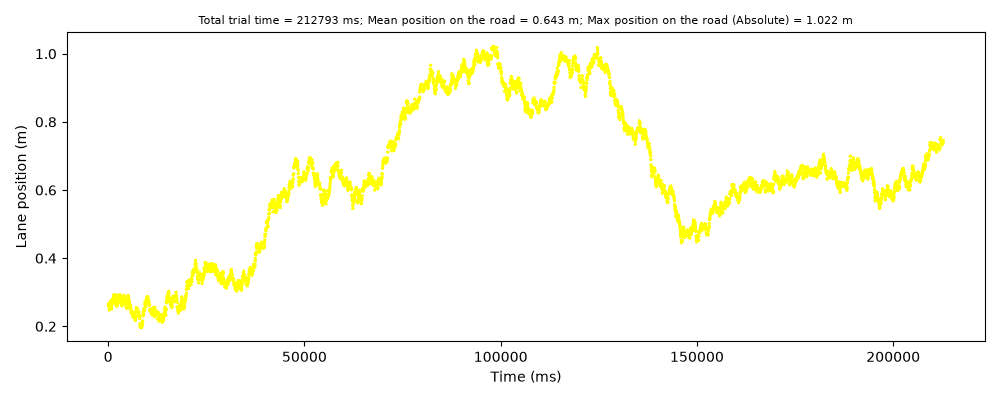 Total trial time = 212793 ms; Mean position on the road = 0.643 m; Max position on the road (Absolute) = 1.022 m
1.0
0.8
0.6
0.4
0.2
Lane position (m)
0 50000 100000 150000 200000
Time (ms)